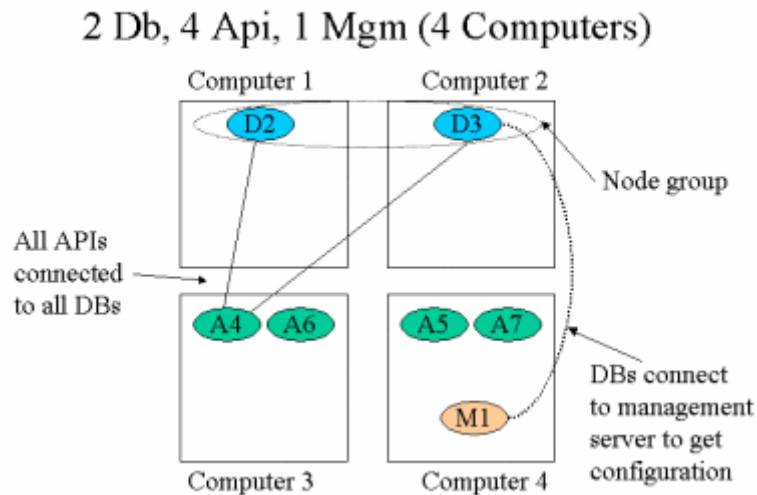 2 Db, 4 Api, 1 Mgm (4 Computers)
Computer 1
Computer 2
D2
D3
Node group
All APIs
connected
to all DBs
A4
A6
A5
A7
M1
DBs connect
to management
server to get
configuration
Computer 3
Computer 4